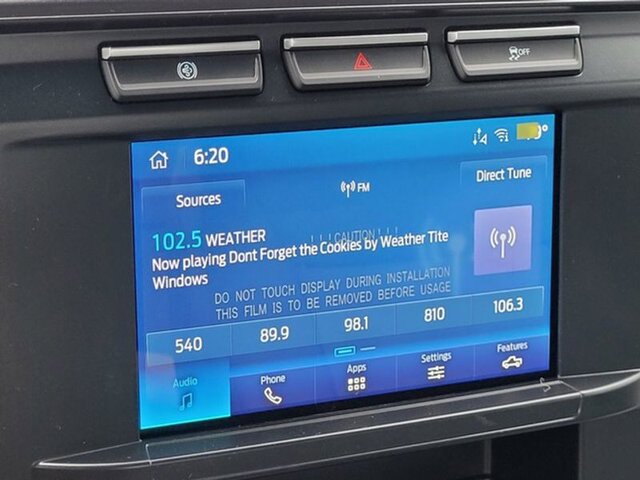 OFF
6:20
Sources
FM
Direct Tune
102.5 WEATHER
! ! ! CAUTION ! ! !
Now playing Dont Forget the Cookies by Weather Tite
Windows
DO NOT TOUCH DISPLAY DURING INSTALLATION
THIS FILM IS TO BE REMOVED BEFORE USAGE
540 89.9 98.1 810 106.3
Audio Phone Apps Settings Features